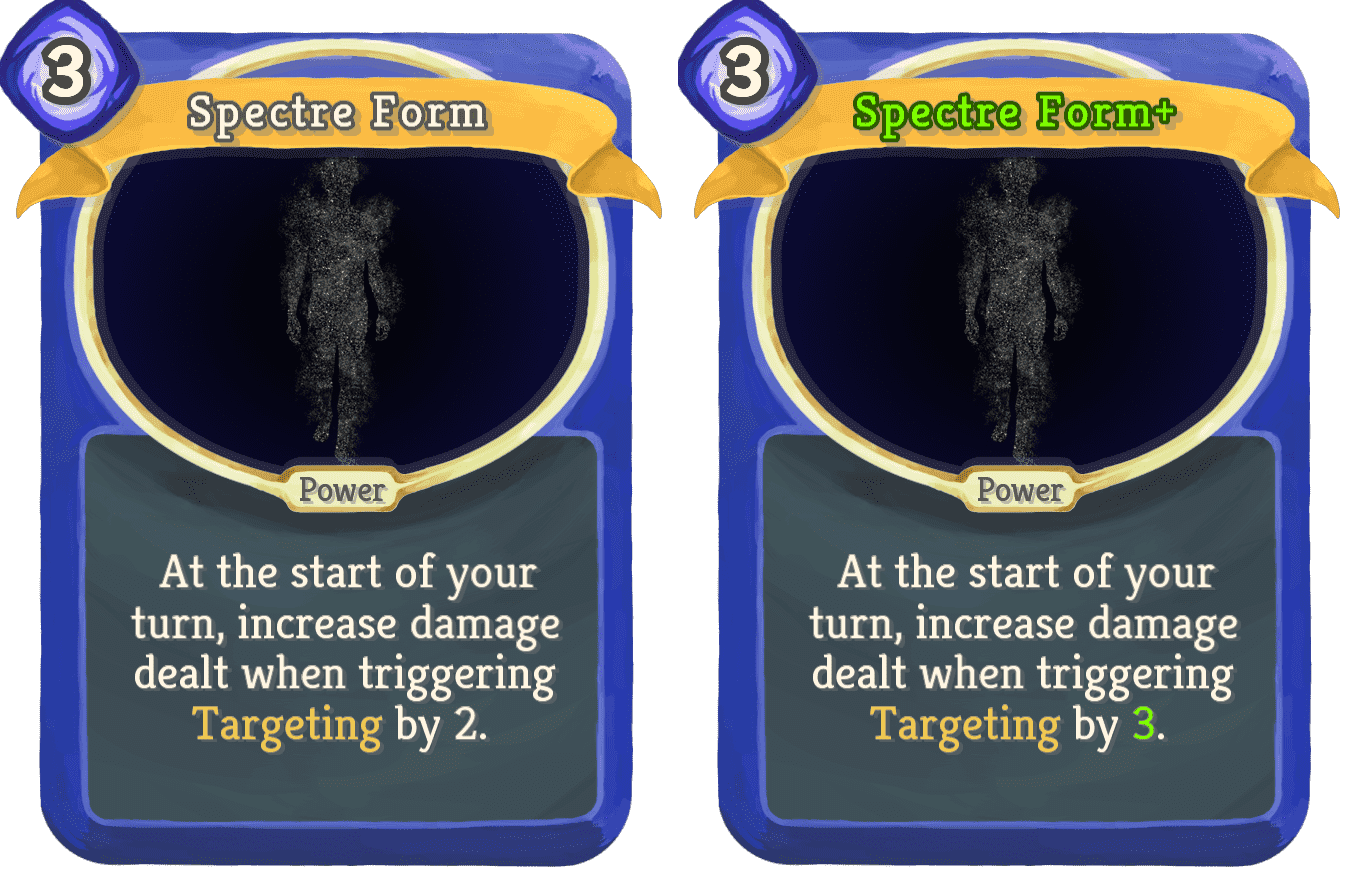 3
Spectre Form
Power
At the start of your
turn, increase damage
dealt when triggering
Targeting by 2.
3
Spectre Form+
Power
At the start of your
turn, increase damage
dealt when triggering
Targeting by 3.